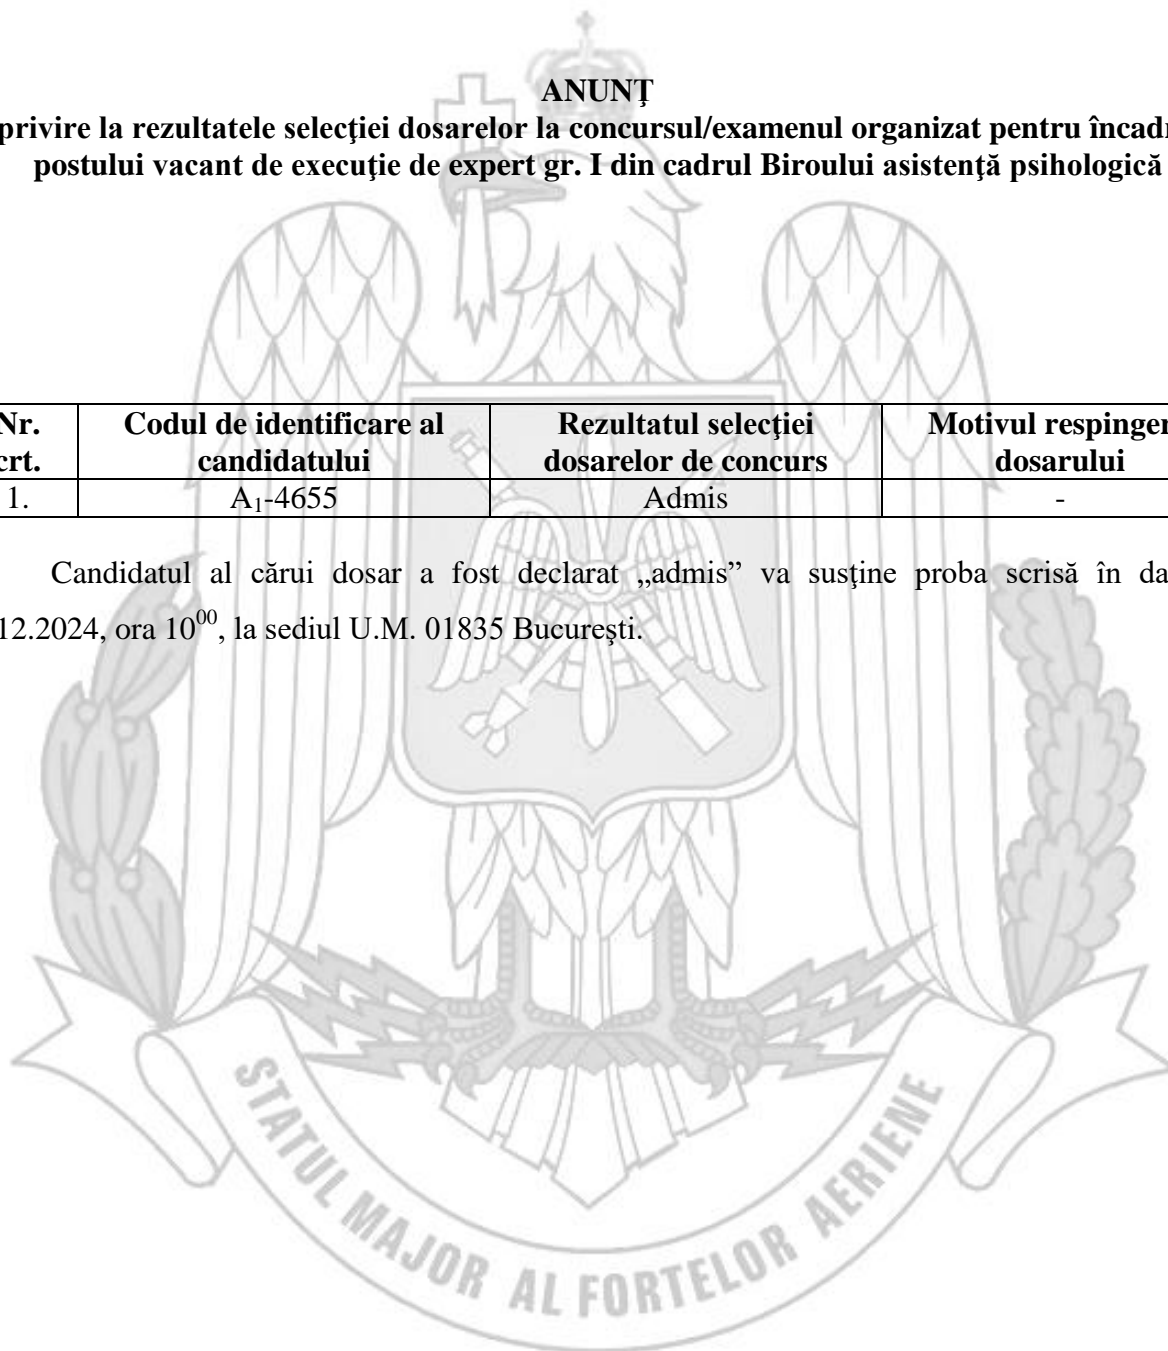 ANUNŢ
privire la rezultatele selecţiei dosarelor la concursul/examenul organizat pentru încadr
postului vacant de execuţie de expert gr. I din cadrul Biroului asistenţă psihologică
Nr. crt.
Codul de identificare al candidatului
Rezultatul selecţiei dosarelor de concurs
Motivul respinger dosarului
1.
A₁-4655
Admis
-
Candidatul al cărui dosar a fost declarat „admis” va susţine proba scrisă în da
12.2024, ora 10⁰⁰, la sediul U.M. 01835 Bucureşti.
STATUL MAJOR AL FORTELOR AERIENE